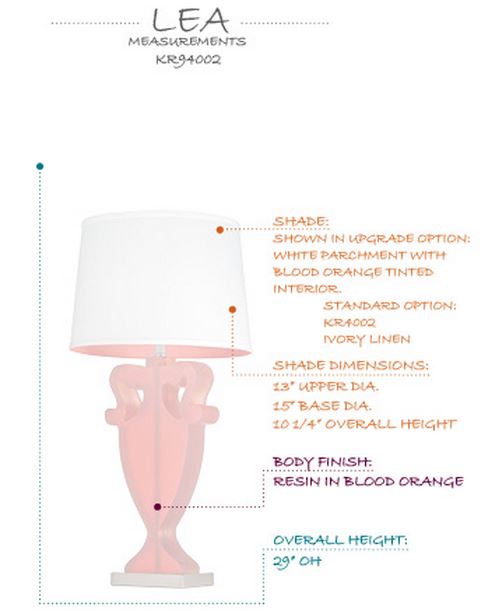 LEA
MEASUREMENTS
KR94002
SHADE:
SHOWN IN UPGRADE OPTION:
WHITE PARCHMENT WITH
BLOOD ORANGE TINTED
INTERIOR.
STANDARD OPTION:
KR4002
IVORY LINEN
SHADE DIMENSIONS:
13" UPPER DIA.
15" BASE DIA.
10 1/4" OVERALL HEIGHT
BODY FINISH:
RESIN IN BLOOD ORANGE
OVERALL HEIGHT:
29" OH